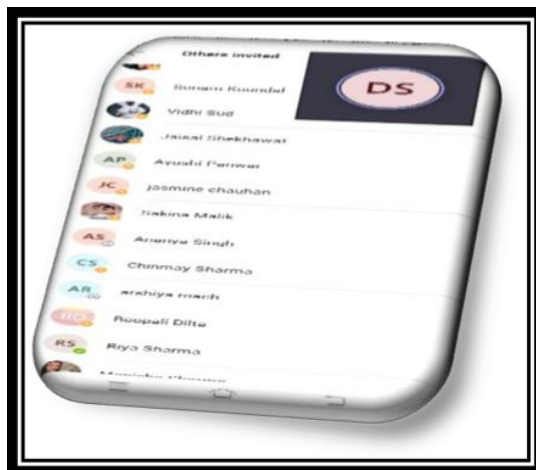 Others invited
DS
SK Sonam Koundal
Vidhi Sud
Jaisal Shekhawat
AP Ayushi Panwar
JC jasmine chauhan
Sakina Malik
AS Ananya Singh
CS Chinmay Sharma
AR arshiya
RD Roopali Dilta
RS Riya Sharma